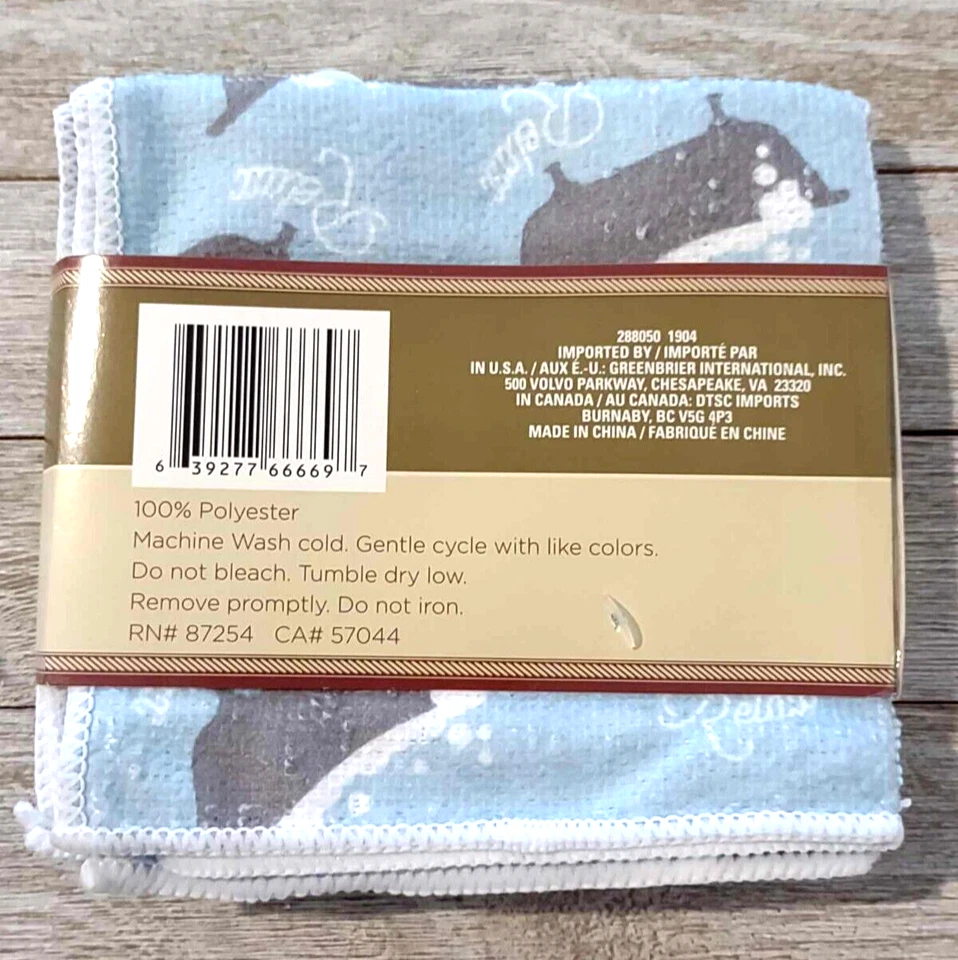 Relax
Relax
288050 1904
IMPORTED BY / IMPORTÉ PAR
IN U.S.A. / AUX É.-U.: GREENBRIER INTERNATIONAL, INC.
500 VOLVO PARKWAY, CHESAPEAKE, VA 23320
IN CANADA / AU CANADA: DTSC IMPORTS
BURNABY, BC V5G 4P3
MADE IN CHINA / FABRIQUÉ EN CHINE
6 39277 66669 7
100% Polyester
Machine Wash cold. Gentle cycle with like colors.
Do not bleach. Tumble dry low.
Remove promptly. Do not iron.
RN# 87254 CA# 57044
Relax